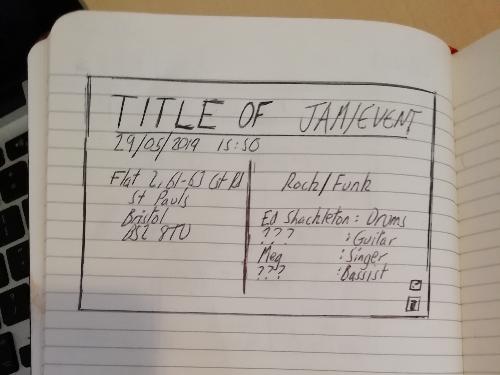 TITLE OF JAM/EVENT
29/05/2019 15:50
Flat 2, 61-63 Gt Rd
St Pauls
Bristol
BS2 8TU
Rock/Funk
Ed Shackleton : Drums
??? : Guitar
Meg : Singer
??? : Bassist